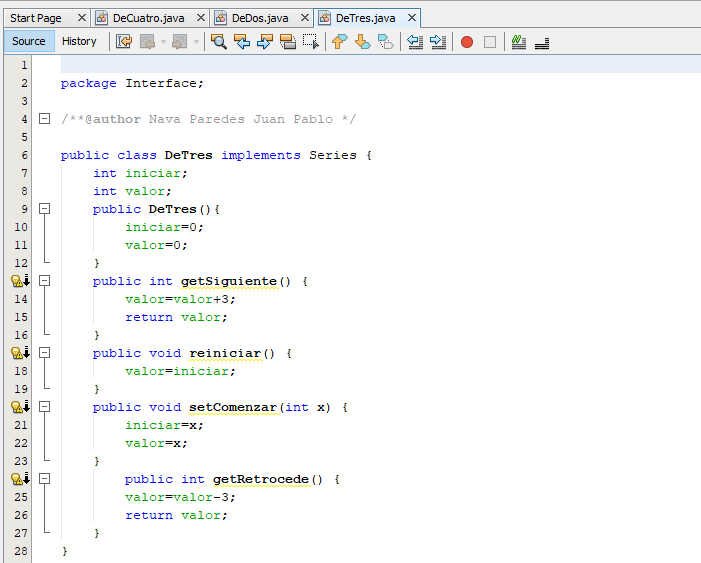 Start Page DeCuatro.java DeDos.java DeTres.java
Source History
1
2 package Interface;
3
4 /**@author Nava Paredes Juan Pablo */
5
6 public class DeTres implements Series {
7 int iniciar;
8 int valor;
9 public DeTres(){
10 iniciar=0;
11 valor=0;
12 }
public int getSiguiente() {
14 valor=valor+3;
15 return valor;
16 }
public void reiniciar() {
18 valor=iniciar;
19 }
public void setComenzar(int x) {
21 iniciar=x;
22 valor=x;
23 }
public int getRetrocede() {
25 valor=valor-3;
26 return valor;
27 }
28 }